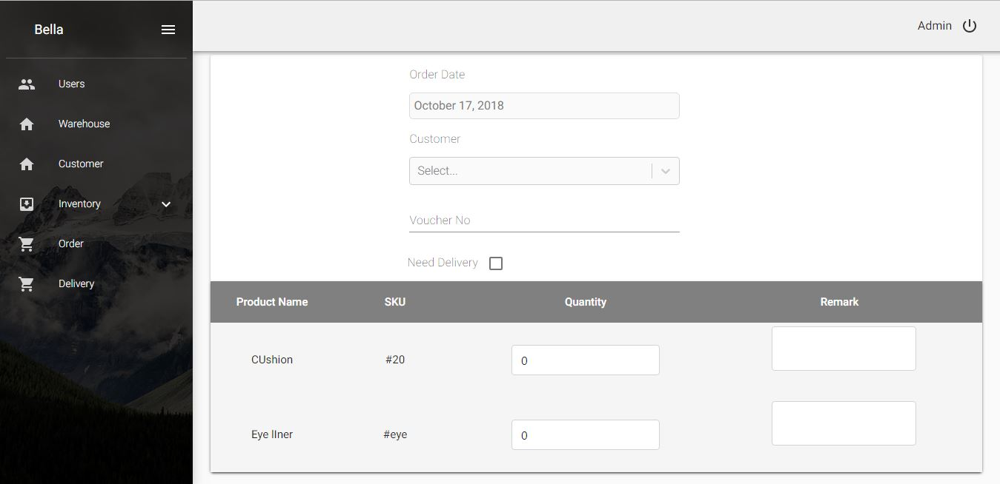 Bella
Admin
Users
Warehouse
Customer
Inventory
Order
Delivery
Order Date
October 17, 2018
Customer
Select...
Voucher No
Need Delivery
Product Name SKU Quantity Remark
CUshion #20 0
Eye lIner #eye 0